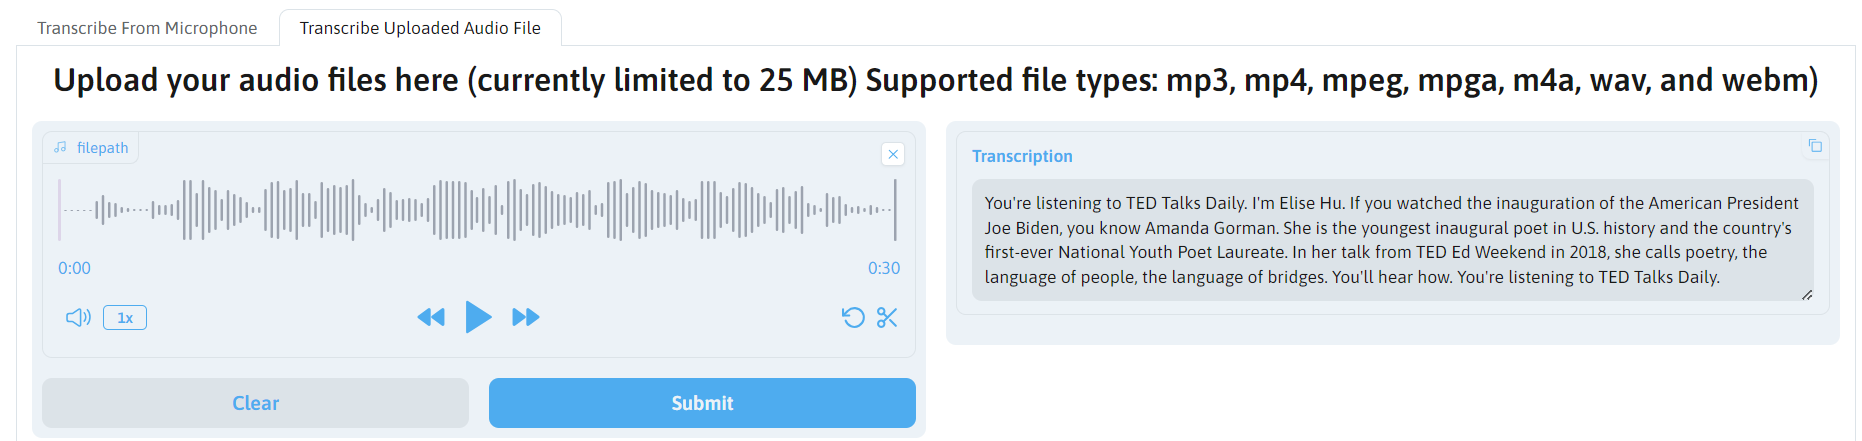 Transcribe From Microphone
Transcribe Uploaded Audio File
Upload your audio files here (currently limited to 25 MB) Supported file types: mp3, mp4, mpeg, mpga, m4a, wav, and webm)
filepath
0:00
0:30
1x
Clear
Submit
Transcription
You're listening to TED Talks Daily. I'm Elise Hu. If you watched the inauguration of the American President
Joe Biden, you know Amanda Gorman. She is the youngest inaugural poet in U.S. history and the country's
first-ever National Youth Poet Laureate. In her talk from TED Ed Weekend in 2018, she calls poetry, the
language of people, the language of bridges. You'll hear how. You're listening to TED Talks Daily.